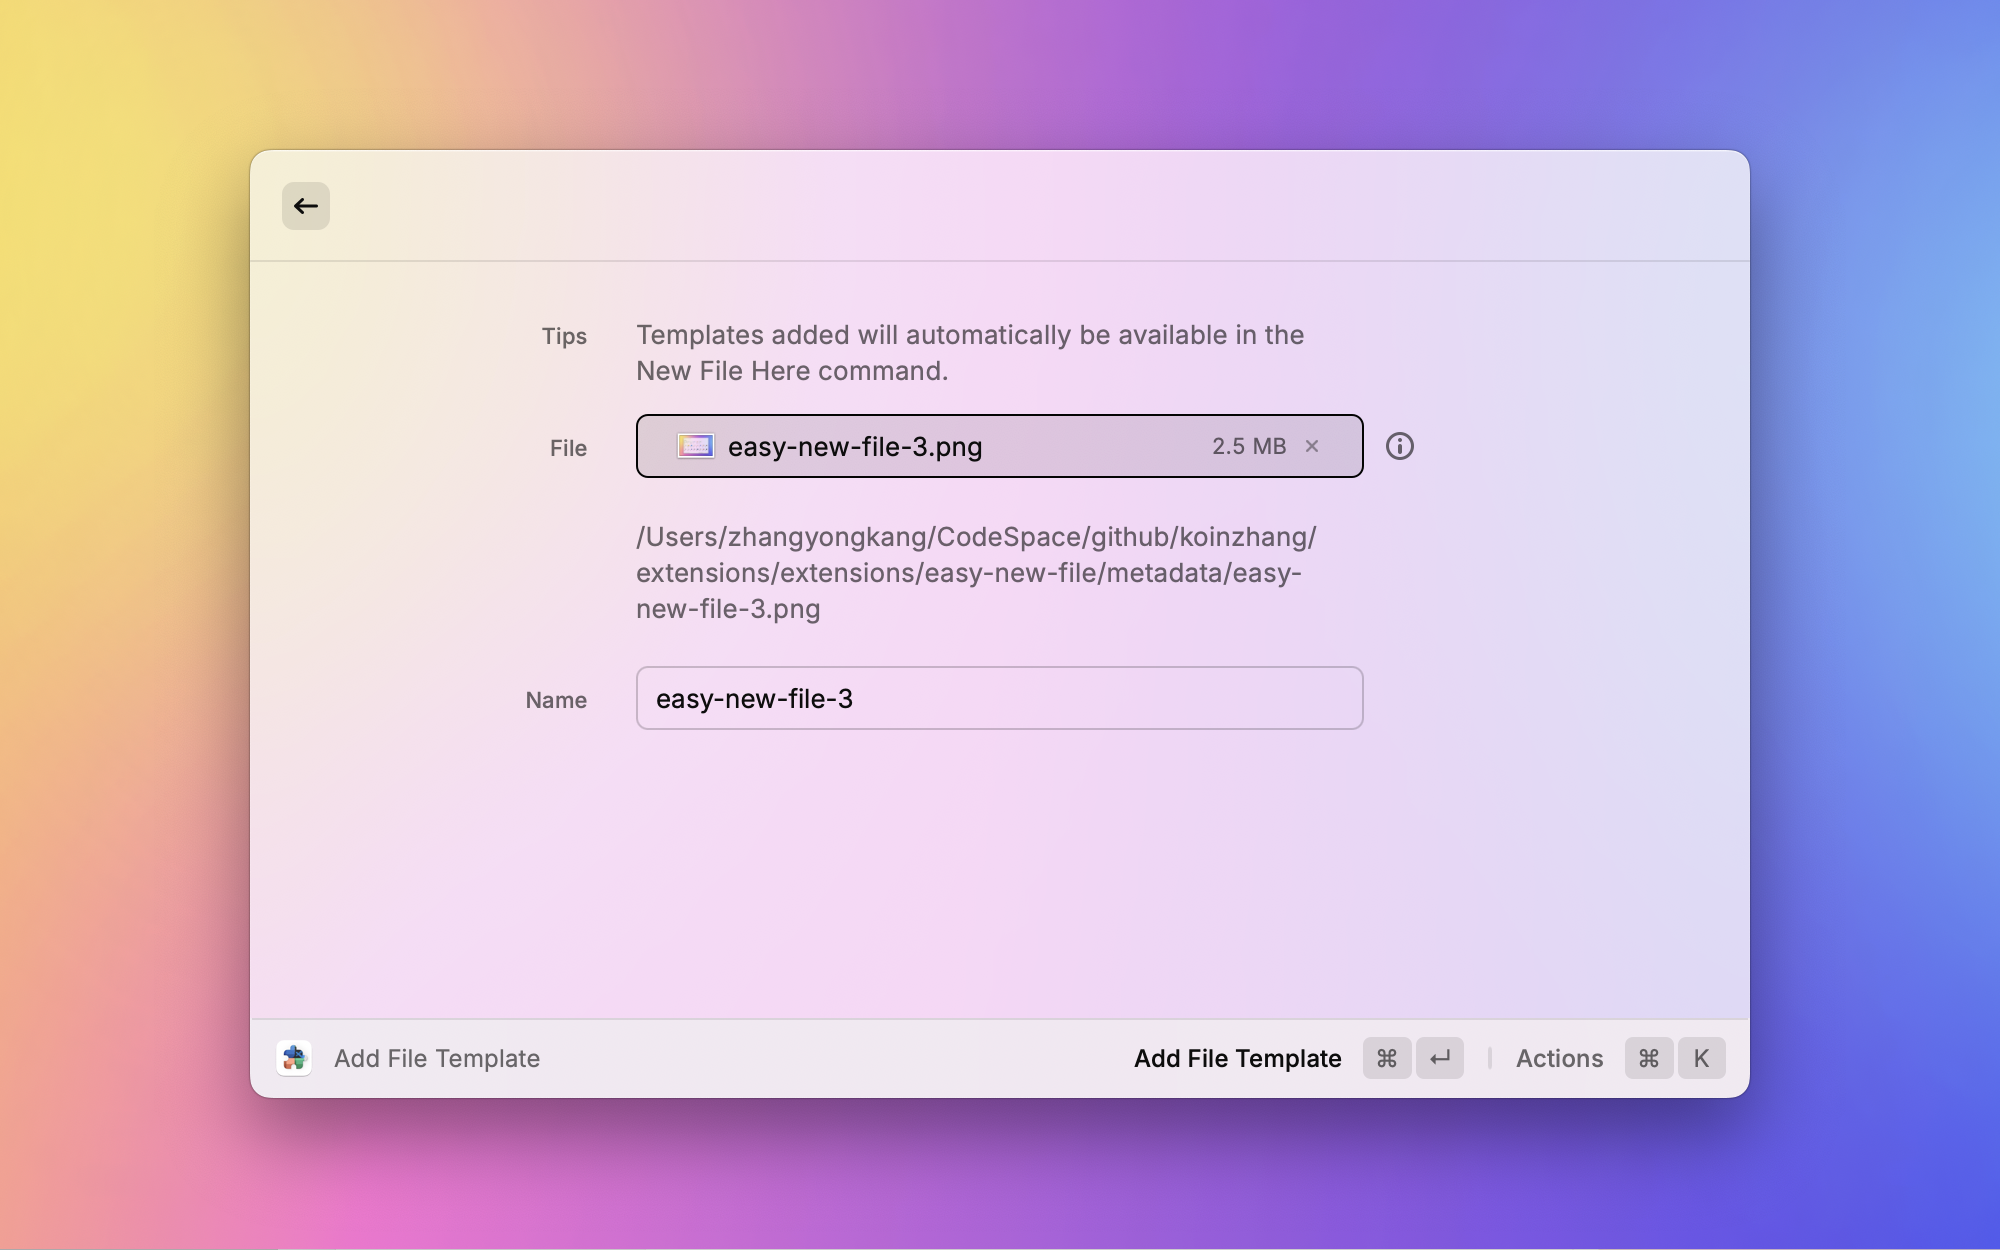 Tips
Templates added will automatically be available in the
New File Here command.
File
easy-new-file-3.png
2.5 MB ×
/Users/zhangyongkang/CodeSpace/github/koinzhang/
extensions/extensions/easy-new-file/metadata/easy-
new-file-3.png
Name
easy-new-file-3
Add File Template
Add File Template ⌘ ↵ | Actions ⌘ K